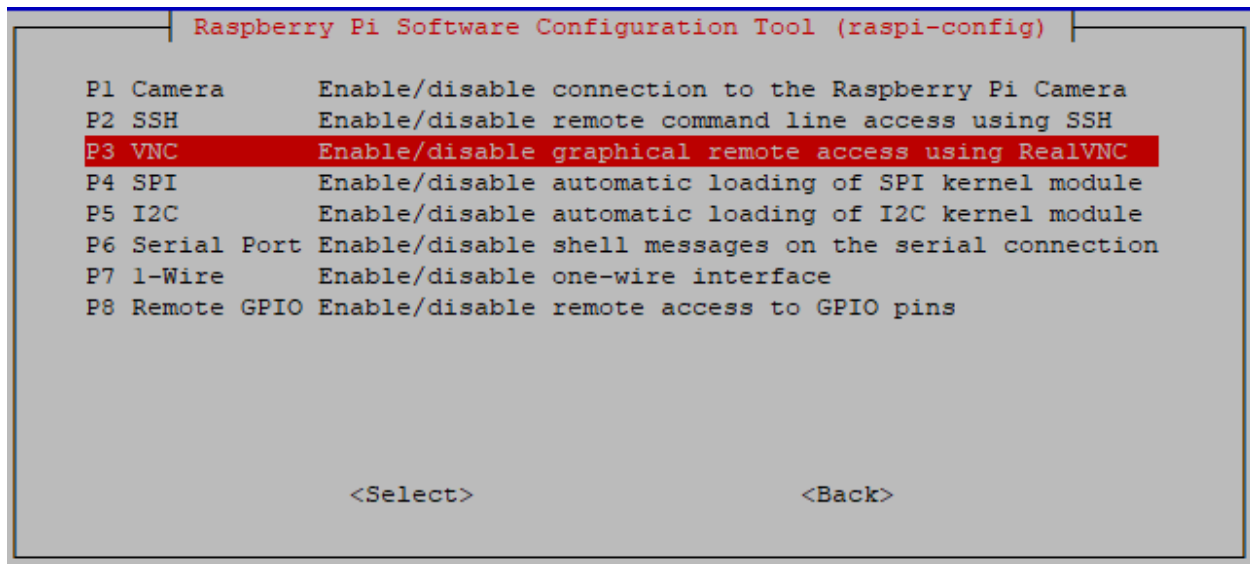 Raspberry Pi Software Configuration Tool (raspi-config)
P1 Camera Enable/disable connection to the Raspberry Pi Camera
P2 SSH Enable/disable remote command line access using SSH
P3 VNC Enable/disable graphical remote access using RealVNC
P4 SPI Enable/disable automatic loading of SPI kernel module
P5 I2C Enable/disable automatic loading of I2C kernel module
P6 Serial Port Enable/disable shell messages on the serial connection
P7 1-Wire Enable/disable one-wire interface
P8 Remote GPIO Enable/disable remote access to GPIO pins
<Select> <Back>